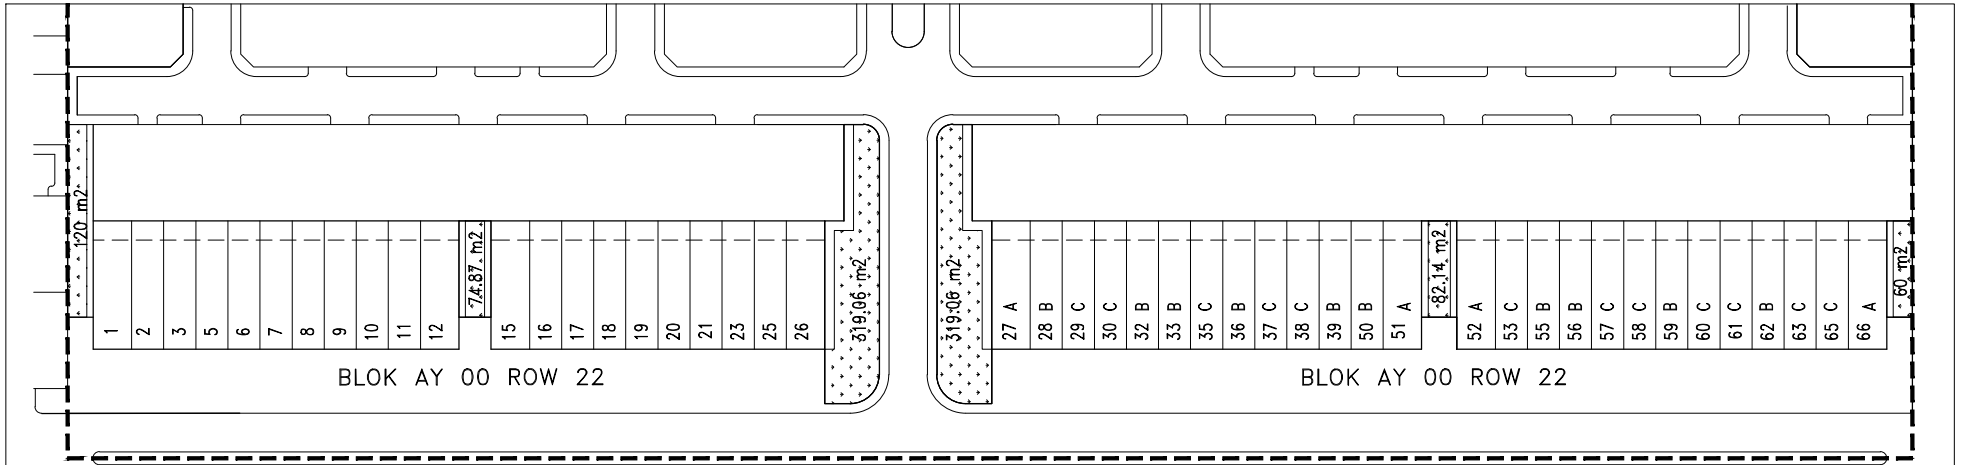 120 m2
1
2
3
5
6
7
8
9
10
11
12
74.87 m2
15
16
17
18
19
20
21
23
25
26
319.06 m2
319.06 m2
27 A
28 B
29 C
30 C
32 B
33 B
35 C
36 B
37 C
38 C
39 B
50 B
51 A
82.14 m2
52 A
53 C
55 B
56 B
57 C
58 C
59 B
60 C
61 C
62 B
63 C
65 C
66 A
60 m2
BLOK AY 00 ROW 22
BLOK AY 00 ROW 22